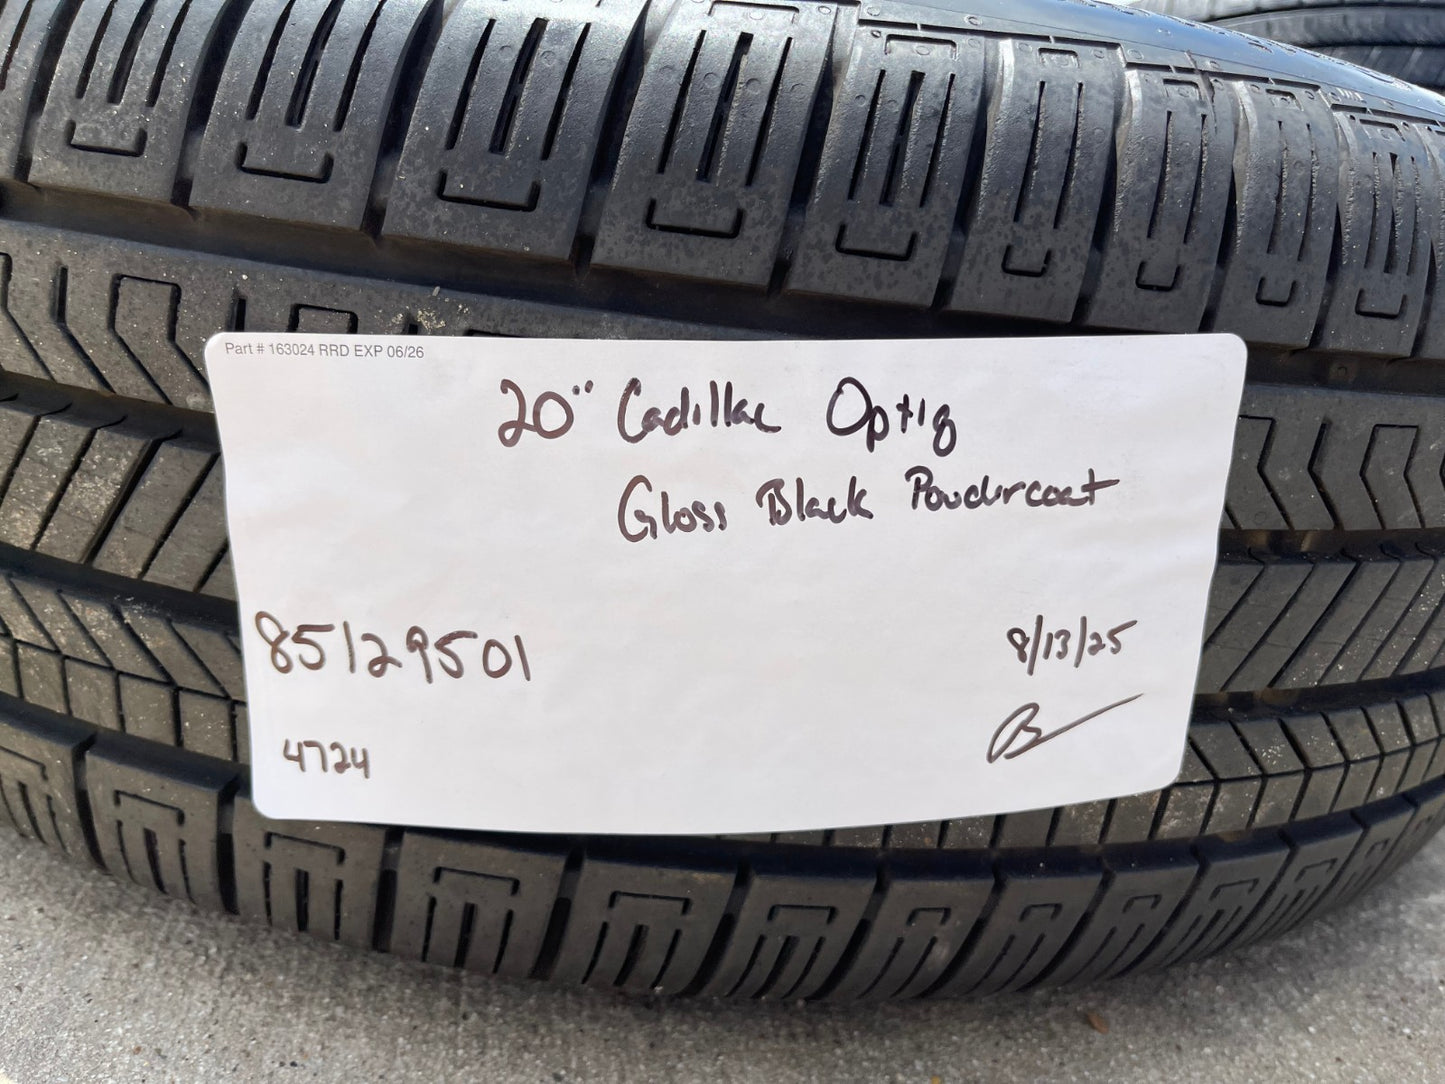 Part # 163024 RRD EXP 06/26
20" Cadillac Optiq
Gloss Black Powdercoat
85129501
8/13/25
4724